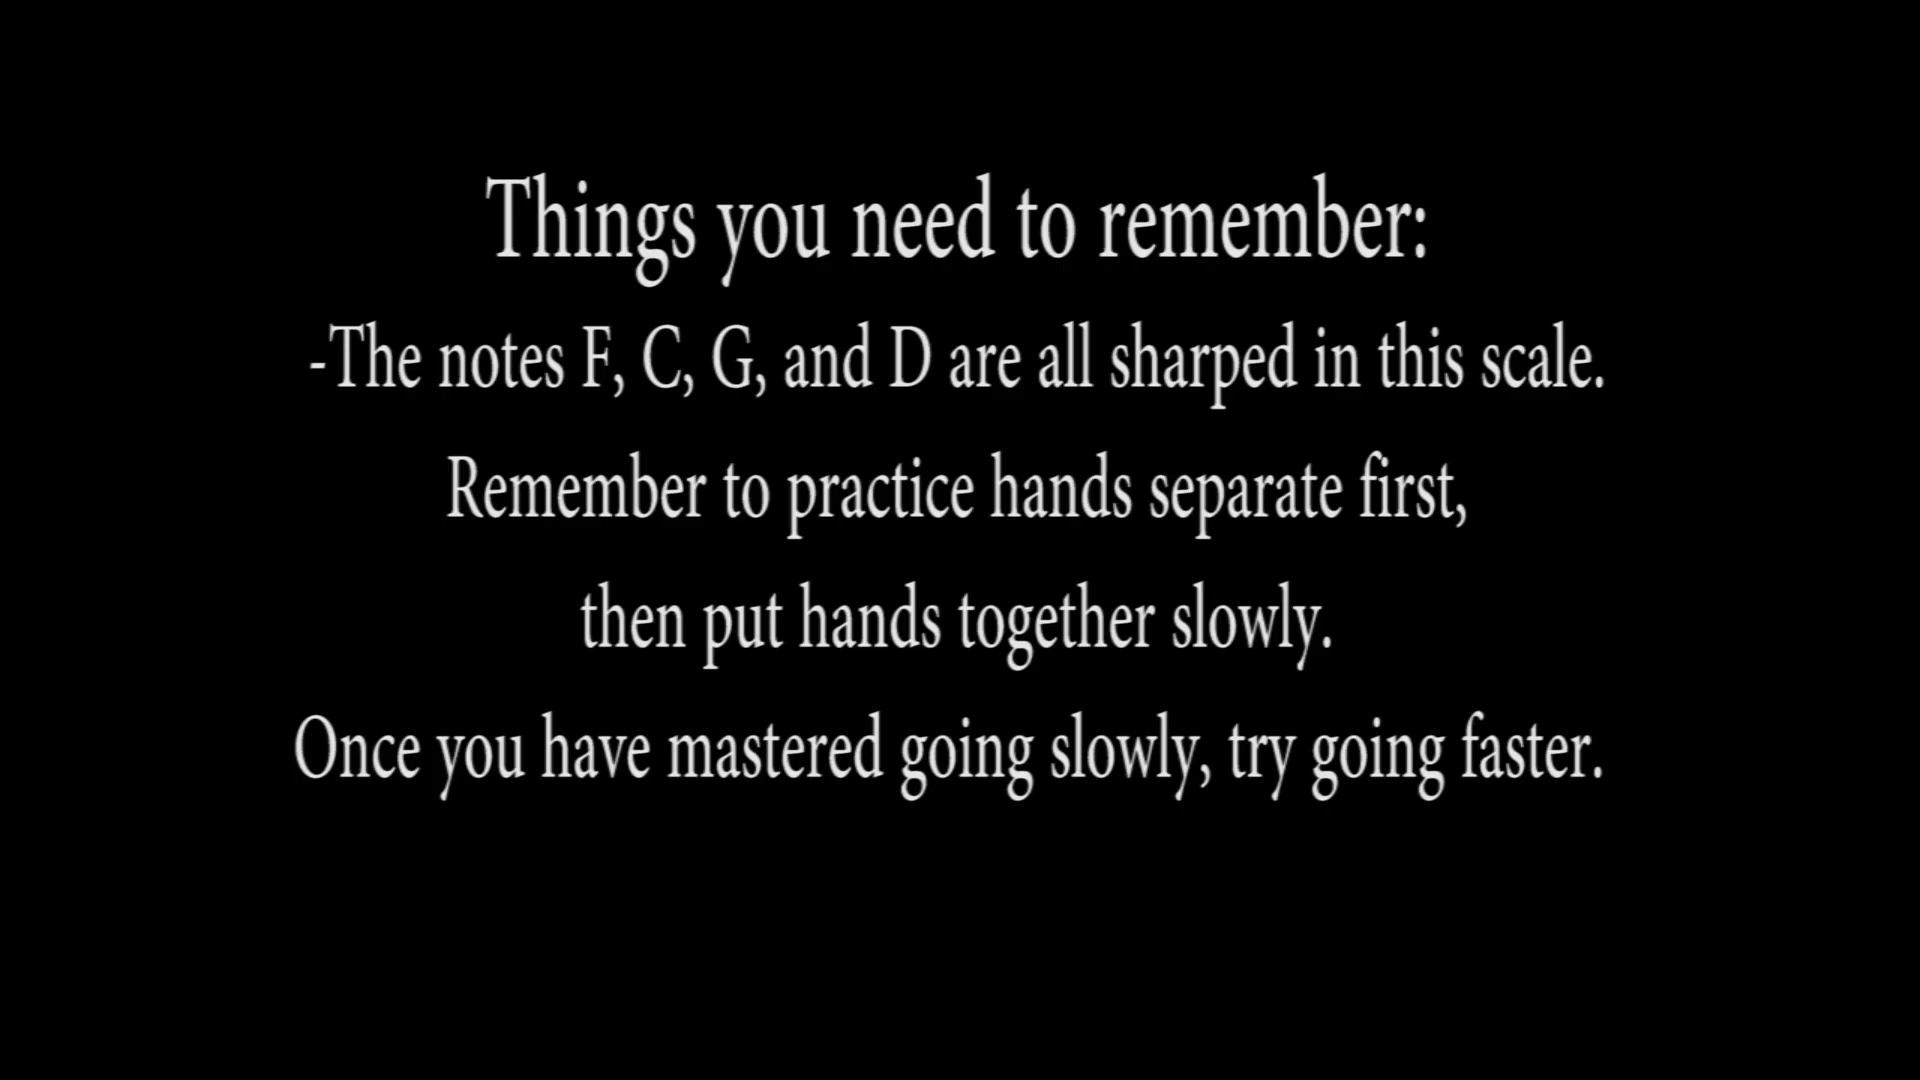 Things you need to remember:
-The notes F, C, G, and D are all sharped in this scale.
Remember to practice hands separate first,
then put hands together slowly.
Once you have mastered going slowly, try going faster.